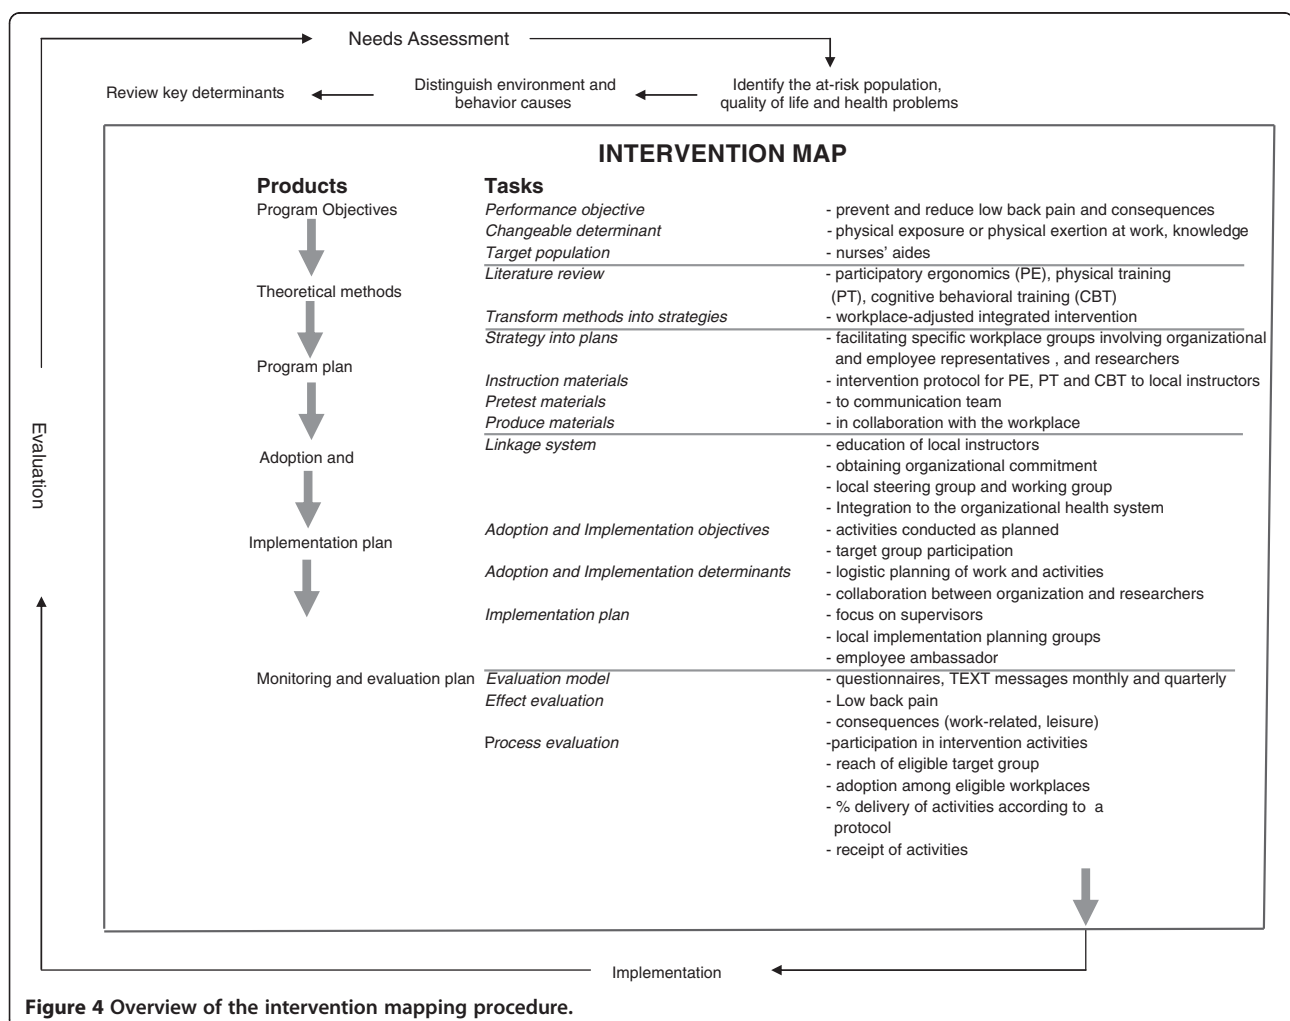 Needs Assessment
Review key determinants
Distinguish environment and
behavior causes
Identify the at-risk population,
quality of life and health problems
INTERVENTION MAP
Products
Tasks
Program Objectives
Performance objective
- prevent and reduce low back pain and consequences
Changeable determinant
- physical exposure or physical exertion at work, knowledge
Target population
- nurses' aides
Theoretical methods
Literature review
- participatory ergonomics (PE), physical training
(PT), cognitive behavioral training (CBT)
Transform methods into strategies
- workplace-adjusted integrated intervention
Program plan
Strategy into plans
- facilitating specific workplace groups involving organizational
and employee representatives , and researchers
Instruction materials
- intervention protocol for PE, PT and CBT to local instructors
Pretest materials
- to communication team
Produce materials
- in collaboration with the workplace
Adoption and
Linkage system
- education of local instructors
- obtaining organizational commitment
- local steering group and working group
- Integration to the organizational health system
Implementation plan
Adoption and Implementation objectives
- activities conducted as planned
- target group participation
Adoption and Implementation determinants
- logistic planning of work and activities
- collaboration between organization and researchers
Implementation plan
- focus on supervisors
- local implementation planning groups
- employee ambassador
Monitoring and evaluation plan
Evaluation model
- questionnaires, TEXT messages monthly and quarterly
Effect evaluation
- Low back pain
- consequences (work-related, leisure)
Process evaluation
-participation in intervention activities
- reach of eligible target group
- adoption among eligible workplaces
- % delivery of activities according to a
protocol
- receipt of activities
Implementation
Evaluation
Figure 4 Overview of the intervention mapping procedure.